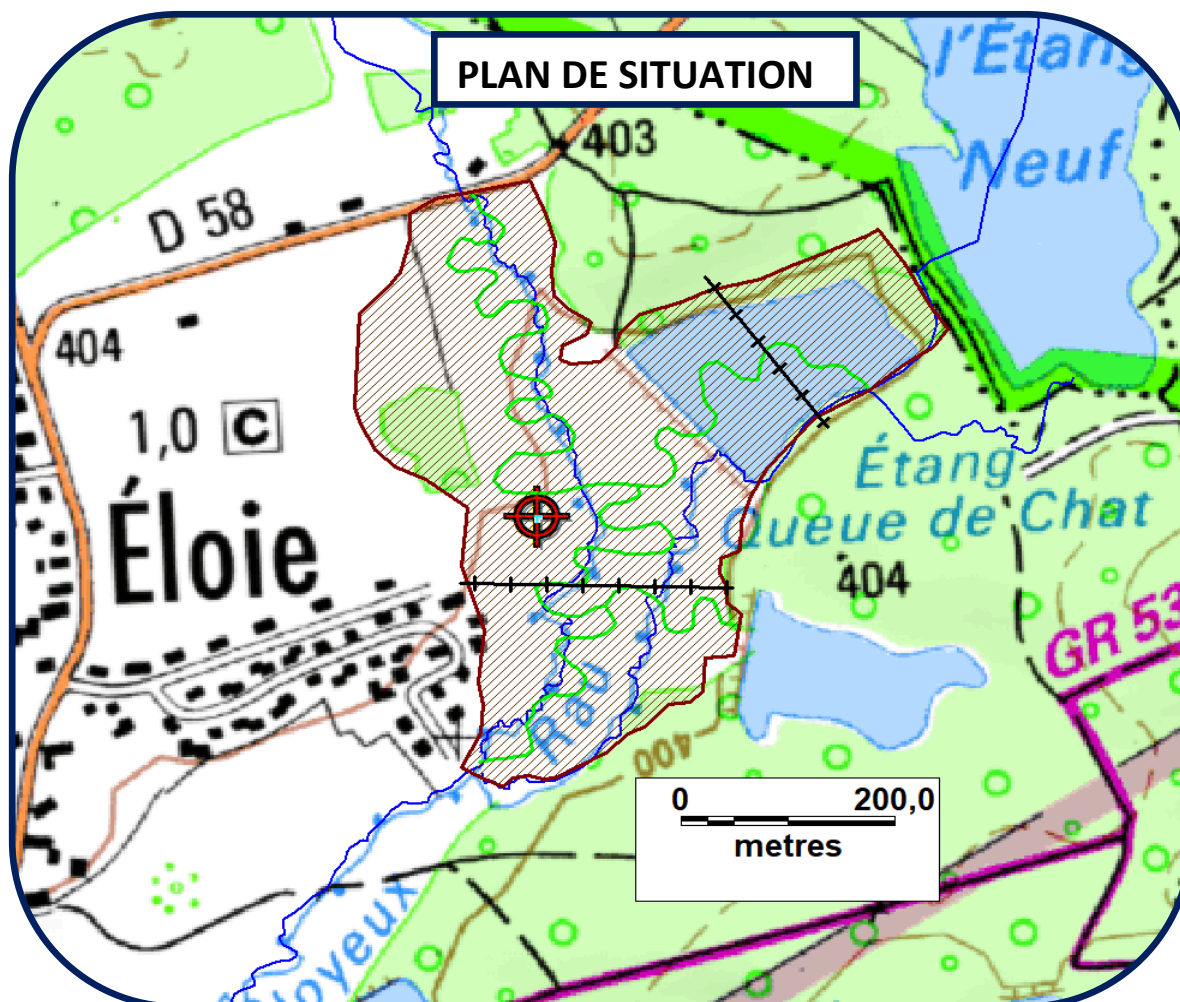 PLAN DE SITUATION
l'Étang
Neuf
403
D 58
404
1,0 C
Éloie
Étang
Queue de Chat
404
GR 53
Rau
400
0 200,0
metres